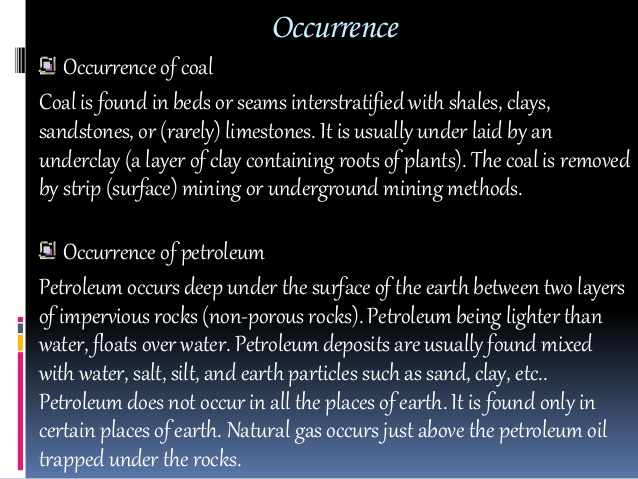 Occurrence
Occurrence of coal
Coal is found in beds or seams interstratified with shales, clays,
sandstones, or (rarely) limestones. It is usually under laid by an
underclay (a layer of clay containing roots of plants). The coal is removed
by strip (surface) mining or underground mining methods.
Occurrence of petroleum
Petroleum occurs deep under the surface of the earth between two layers
of impervious rocks (non-porous rocks). Petroleum being lighter than
water, floats over water. Petroleum deposits are usually found mixed
with water, salt, silt, and earth particles such as sand, clay, etc..
Petroleum does not occur in all the places of earth. It is found only in
certain places of earth. Natural gas occurs just above the petroleum oil
trapped under the rocks.